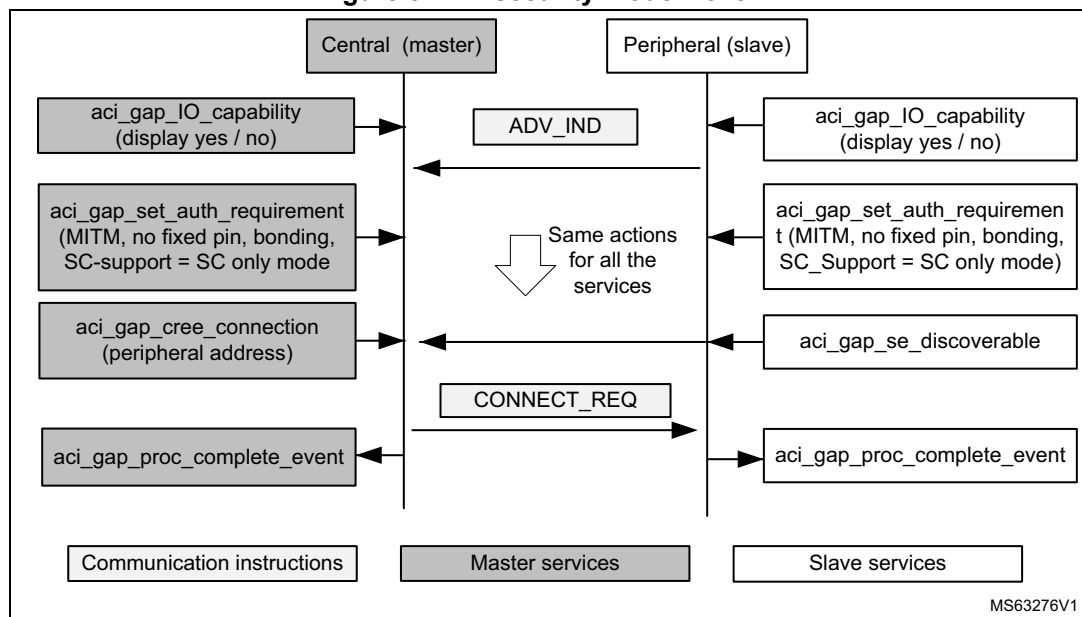 Central (master)
Peripheral (slave)
aci_gap_IO_capability
(display yes / no)
ADV_IND
aci_gap_IO_capability
(display yes / no)
aci_gap_set_auth_requirement
(MITM, no fixed pin, bonding,
SC-support = SC only mode
Same actions
for all the
services
aci_gap_set_auth_requiremen
t (MITM, no fixed pin, bonding,
SC_Support = SC only mode)
aci_gap_cree_connection
(peripheral address)
aci_gap_se_discoverable
CONNECT_REQ
aci_gap_proc_complete_event
aci_gap_proc_complete_event
Communication instructions
Master services
Slave services
MS63276V1